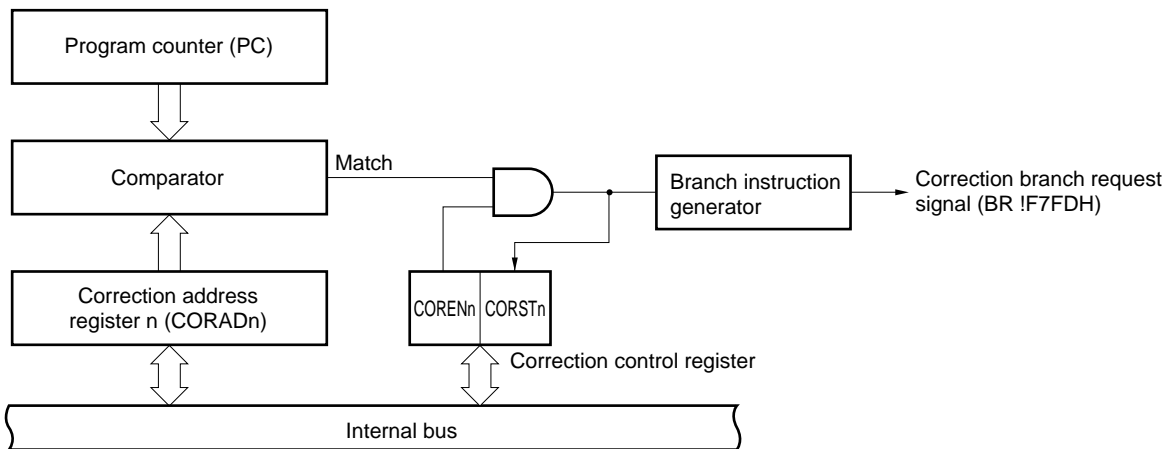 Program counter (PC)
Comparator
Match
Branch instruction
generator
Correction branch request
signal (BR !F7FDH)
Correction address
register n (CORADn)
CORENn
CORSTn
Correction control register
Internal bus